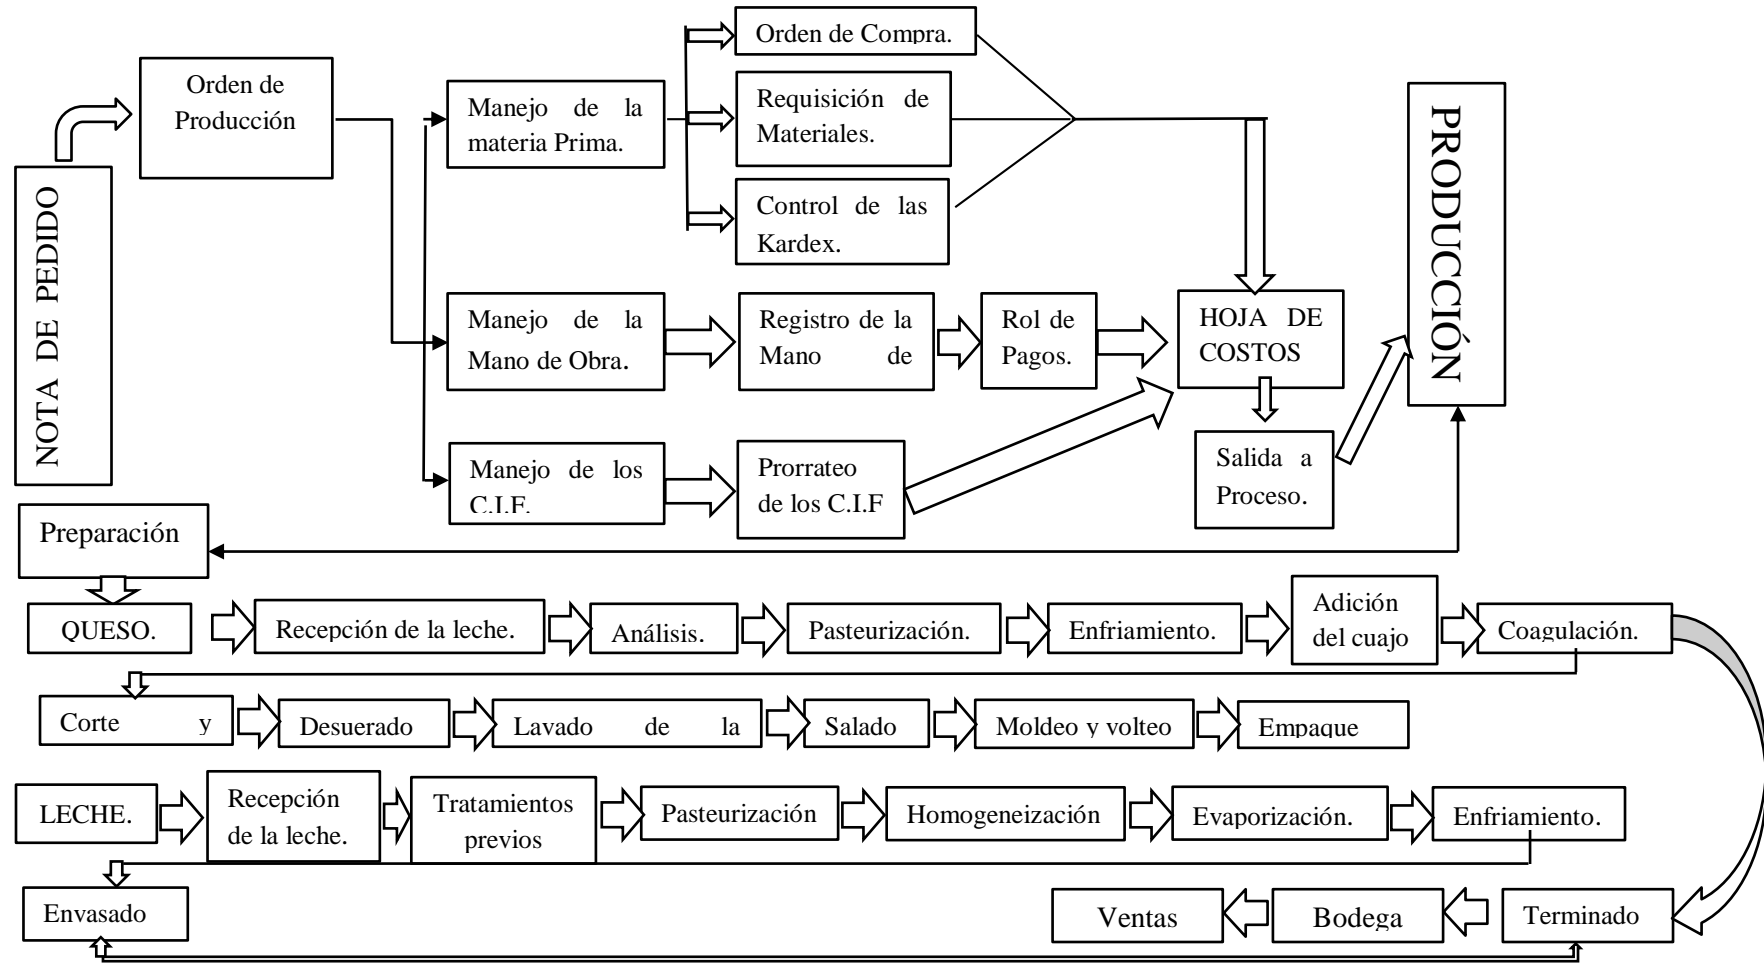 NOTA DE PEDIDO
Orden de
Producción
Manejo de la
materia Prima.
Orden de Compra.
Requisición de
Materiales.
Control de las
Kardex.
Manejo de la
Mano de Obra.
Registro de la
Mano de
Rol de
Pagos.
HOJA DE
COSTOS
Manejo de los
C.I.F.
Prorrateo
de los C.I.F
Salida a
Proceso.
PRODUCCIÓN
Preparación
QUESO.
Recepción de la leche.
Análisis.
Pasteurización.
Enfriamiento.
Adición
del cuajo
Coagulación.
Corte y
Desuerado
Lavado de la
Salado
Moldeo y volteo
Empaque
LECHE.
Recepción
de la leche.
Tratamientos
previos
Pasteurización
Homogeneización
Evaporización.
Enfriamiento.
Envasado
Ventas
Bodega
Terminado